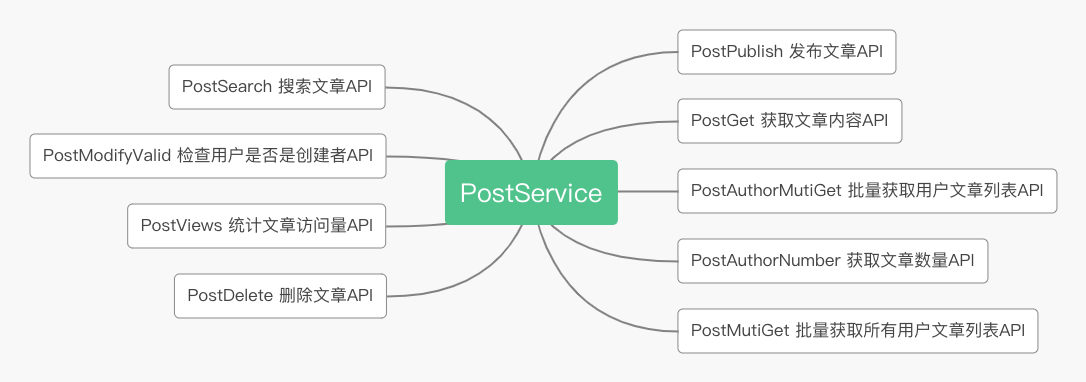 PostPublish 发布文章API
PostSearch 搜索文章API
PostGet 获取文章内容API
PostModifyValid 检查用户是否是创建者API
PostService
PostAuthorMutiGet 批量获取用户文章列表API
PostViews 统计文章访问量API
PostAuthorNumber 获取文章数量API
PostDelete 删除文章API
PostMutiGet 批量获取所有用户文章列表API